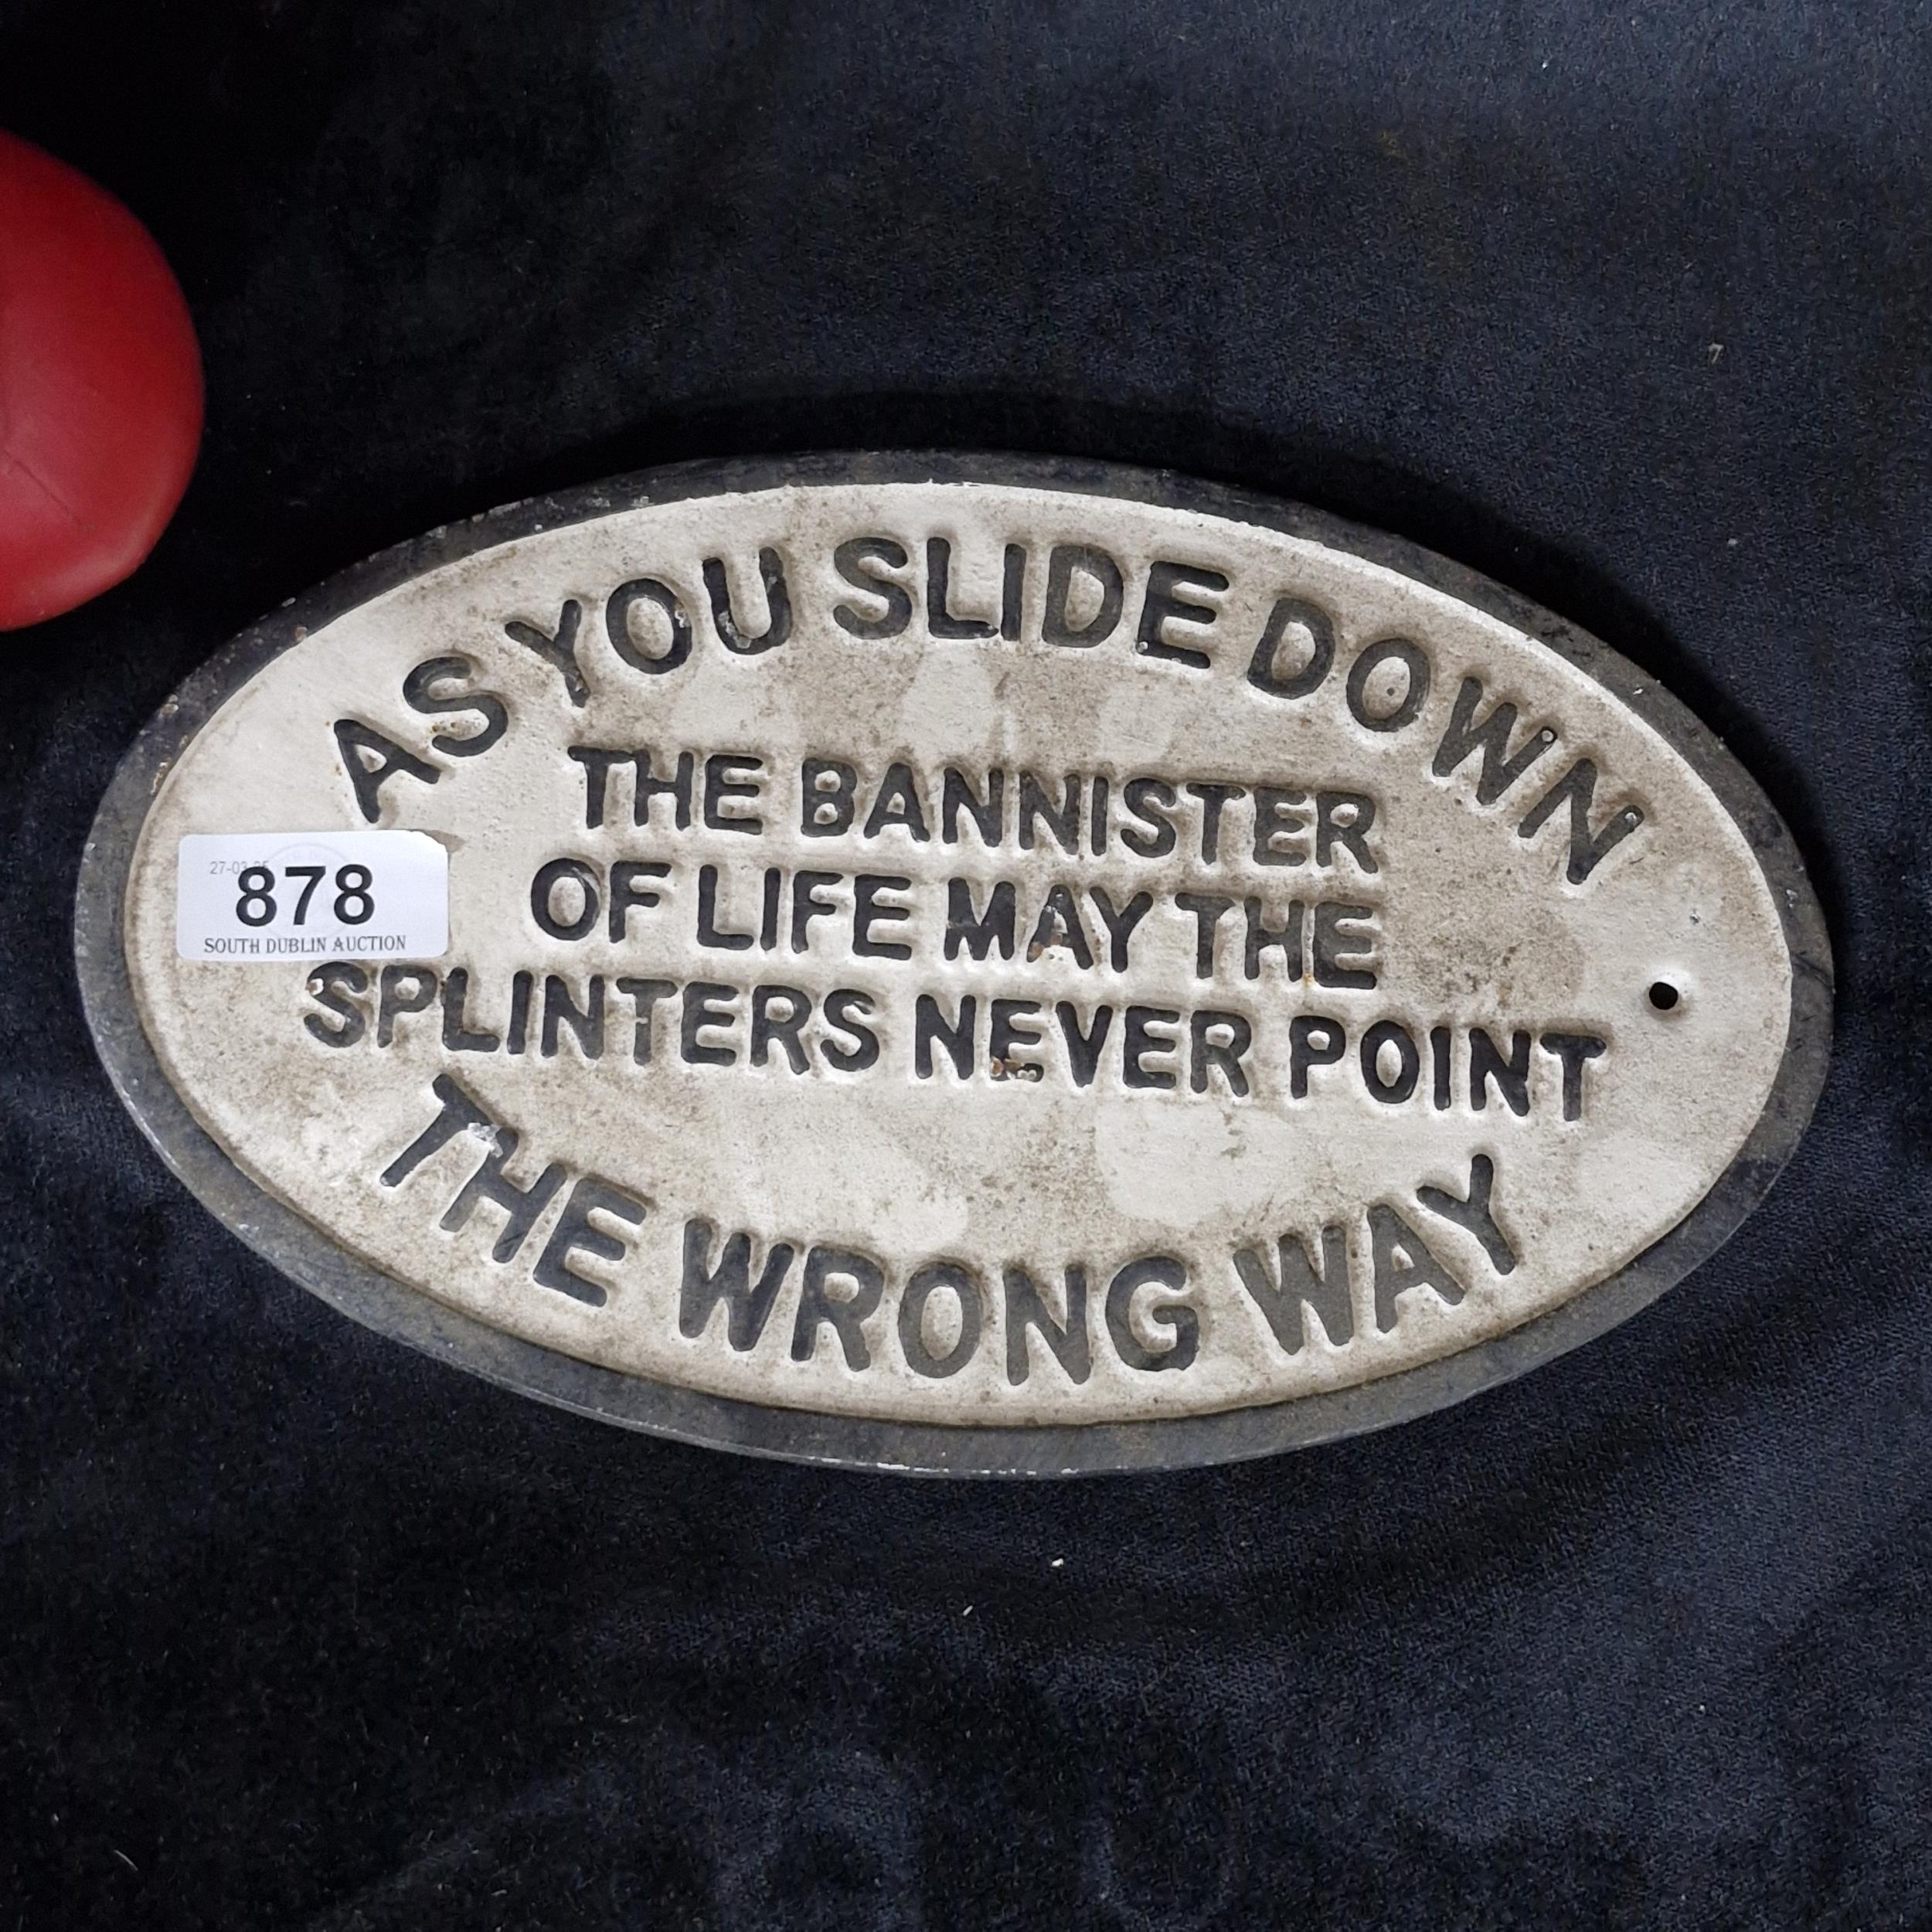 AS YOU SLIDE DOWN
THE BANNISTER
OF LIFE MAY THE
SPLINTERS NEVER POINT
THE WRONG WAY
878
SOUTH DUBLIN AUCTION